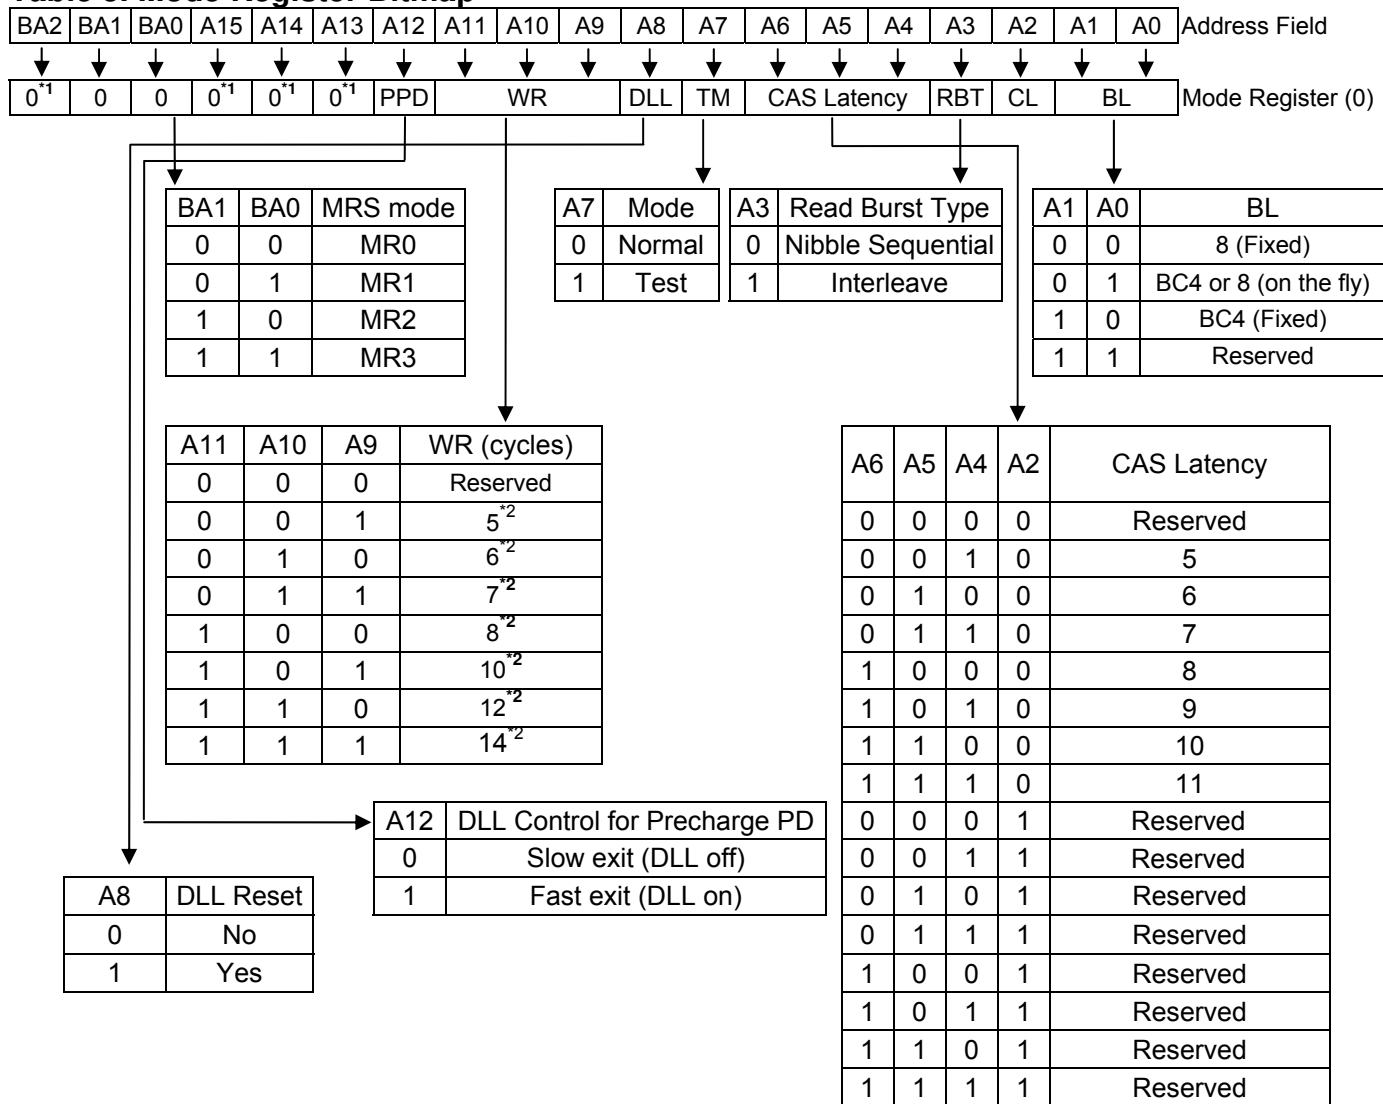 BA2 BA1 BA0 A15 A14 A13 A12 A11 A10 A9 A8 A7 A6 A5 A4 A3 A2 A1 A0 Address Field
0*1 0 0 0*1 0*1 0*1 PPD WR DLL TM CAS Latency RBT CL BL Mode Register (0)
BA1 BA0 MRS mode
0 0 MR0
0 1 MR1
1 0 MR2
1 1 MR3
A7 Mode
0 Normal
1 Test
A3 Read Burst Type
0 Nibble Sequential
1 Interleave
A1 A0 BL
0 0 8 (Fixed)
0 1 BC4 or 8 (on the fly)
1 0 BC4 (Fixed)
1 1 Reserved
A11 A10 A9 WR (cycles)
0 0 0 Reserved
0 0 1 5*2
0 1 0 6*2
0 1 1 7*2
1 0 0 8*2
1 0 1 10*2
1 1 0 12*2
1 1 1 14*2
A6 A5 A4 A2 CAS Latency
0 0 0 0 Reserved
0 0 1 0 5
0 1 0 0 6
0 1 1 0 7
1 0 0 0 8
1 0 1 0 9
1 1 0 0 10
1 1 1 0 11
0 0 0 1 Reserved
0 0 1 1 Reserved
0 1 0 1 Reserved
0 1 1 1 Reserved
1 0 0 1 Reserved
1 0 1 1 Reserved
1 1 0 1 Reserved
1 1 1 1 Reserved
A12 DLL Control for Precharge PD
0 Slow exit (DLL off)
1 Fast exit (DLL on)
A8 DLL Reset
0 No
1 Yes